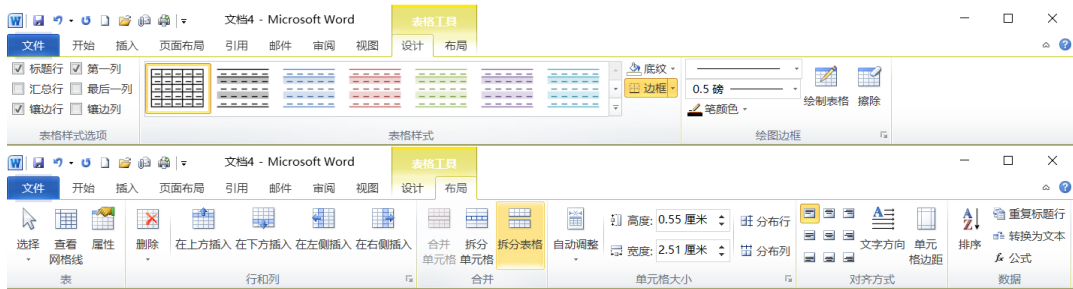 文档4 - Microsoft Word 表格工具
文件 开始 插入 页面布局 引用 邮件 审阅 视图 设计 布局
标题行 第一列 底纹
汇总行 最后一列 边框 0.5 磅 绘制表格 擦除
镶边行 镶边列 笔颜色
表格样式选项 表格样式 绘图边框
文档4 - Microsoft Word 表格工具
文件 开始 插入 页面布局 引用 邮件 审阅 视图 设计 布局
高度: 0.55 厘米 分布行 重复标题行
选择 查看 属性 删除 在上方插入 在下方插入 在左侧插入 在右侧插入 合并 拆分 拆分表格 自动调整 文字方向 单元 排序 转换为文本
网格线 单元格 单元格 宽度: 2.51 厘米 分布列 格边距 公式
表 行和列 合并 单元格大小 对齐方式 数据